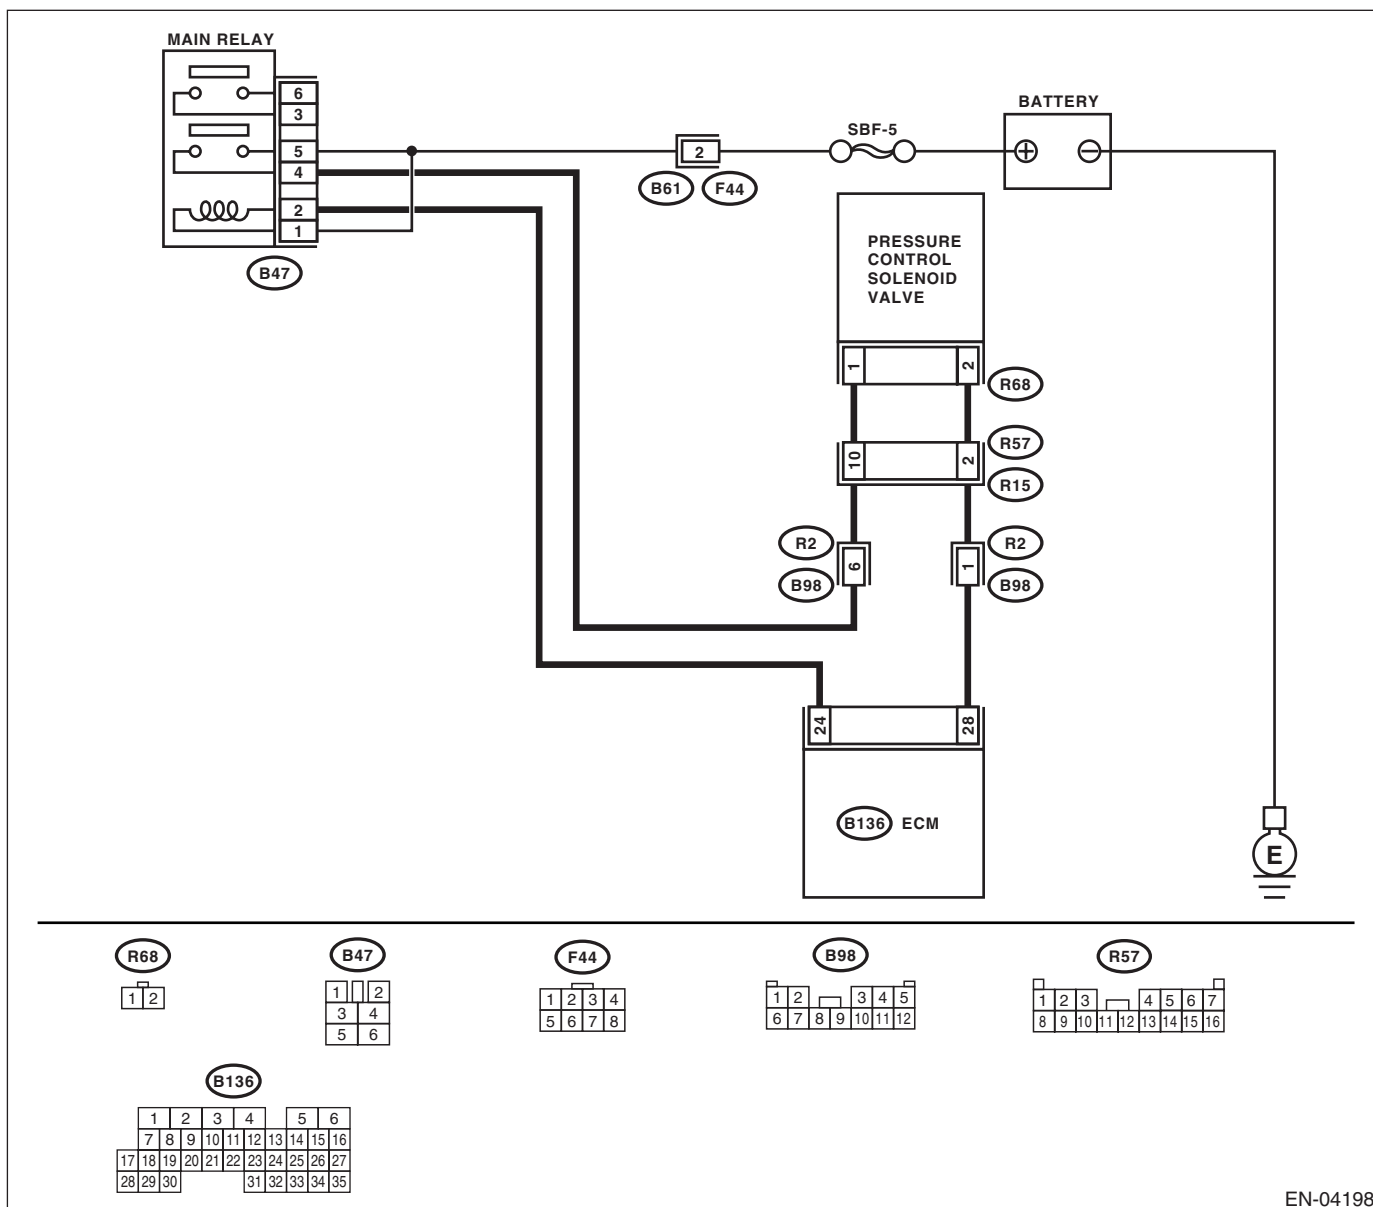 MAIN RELAY
6
3
5
4
2
1
B47
2
B61 F44
SBF-5
BATTERY
PRESSURE
CONTROL
SOLENOID
VALVE
1 2
R68
10 2
R57
R15
R2 6 1 R2
B98 B98
24 28
B136 ECM
E
R68
1 2
B47
1 2
3 4
5 6
F44
1 2 3 4
5 6 7 8
B98
1 2 3 4 5
6 7 8 9 10 11 12
R57
1 2 3 4 5 6 7
8 9 10 11 12 13 14 15 16
B136
1 2 3 4 5 6
7 8 9 10 11 12 13 14 15 16
17 18 19 20 21 22 23 24 25 26 27
28 29 30 31 32 33 34 35
EN-04198